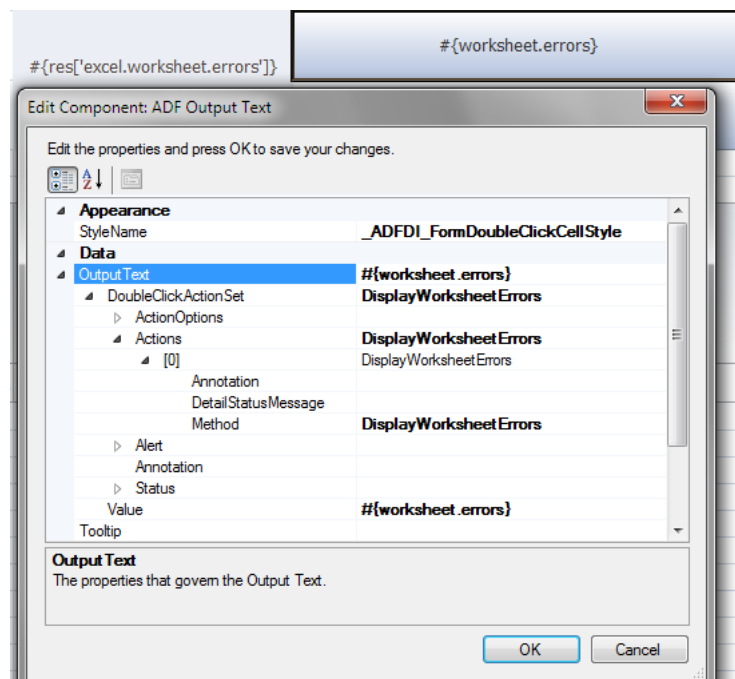 #{worksheet.errors}
#{res['excel.worksheet.errors']}
Edit Component: ADF Output Text
Edit the properties and press OK to save your changes.
Appearance
StyleName _ADFDI_FormDoubleClickCellStyle
Data
OutputText #{worksheet.errors}
DoubleClickActionSet DisplayWorksheetErrors
ActionOptions
Actions DisplayWorksheetErrors
[0] DisplayWorksheetErrors
Annotation
DetailStatusMessage
Method DisplayWorksheetErrors
Alert
Annotation
Status
Value #{worksheet.errors}
Tooltip
OutputText
The properties that govern the Output Text.
OK Cancel